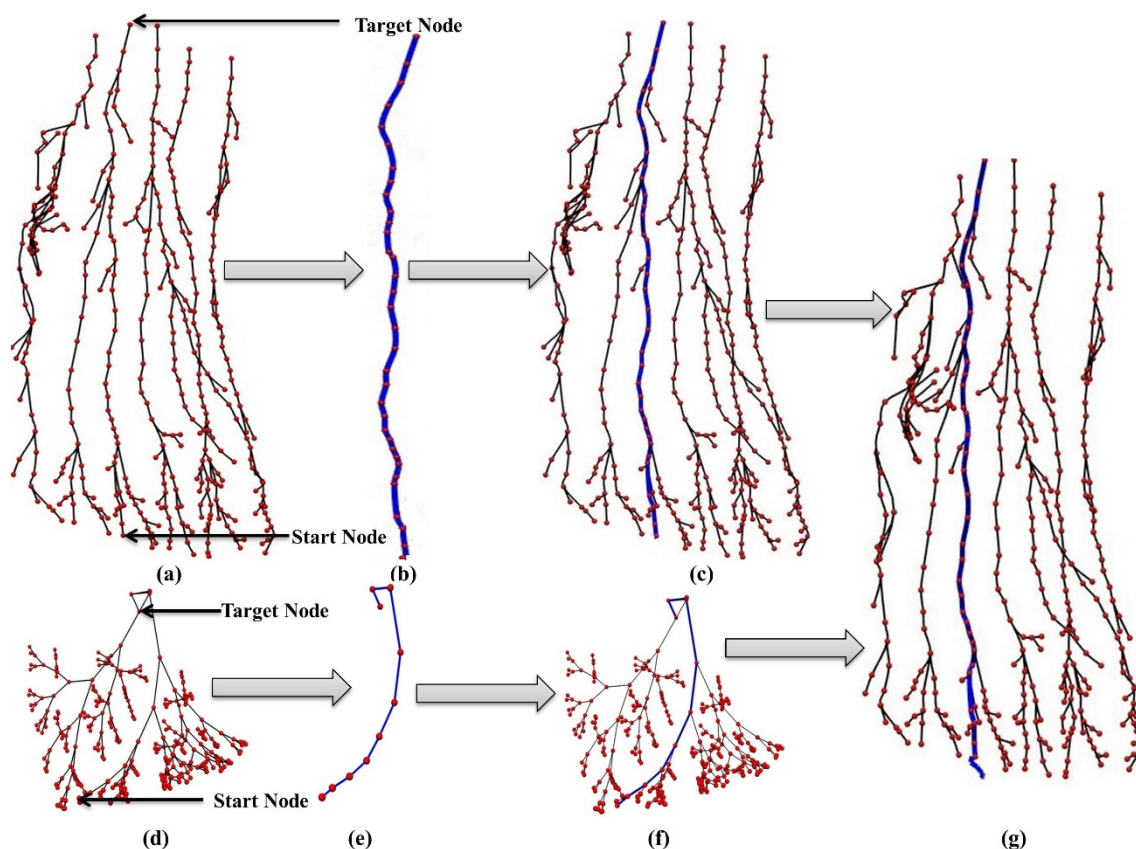 Target Node
Start Node
(a)
(b)
(c)
Target Node
Start Node
(d)
(e)
(f)
(g)